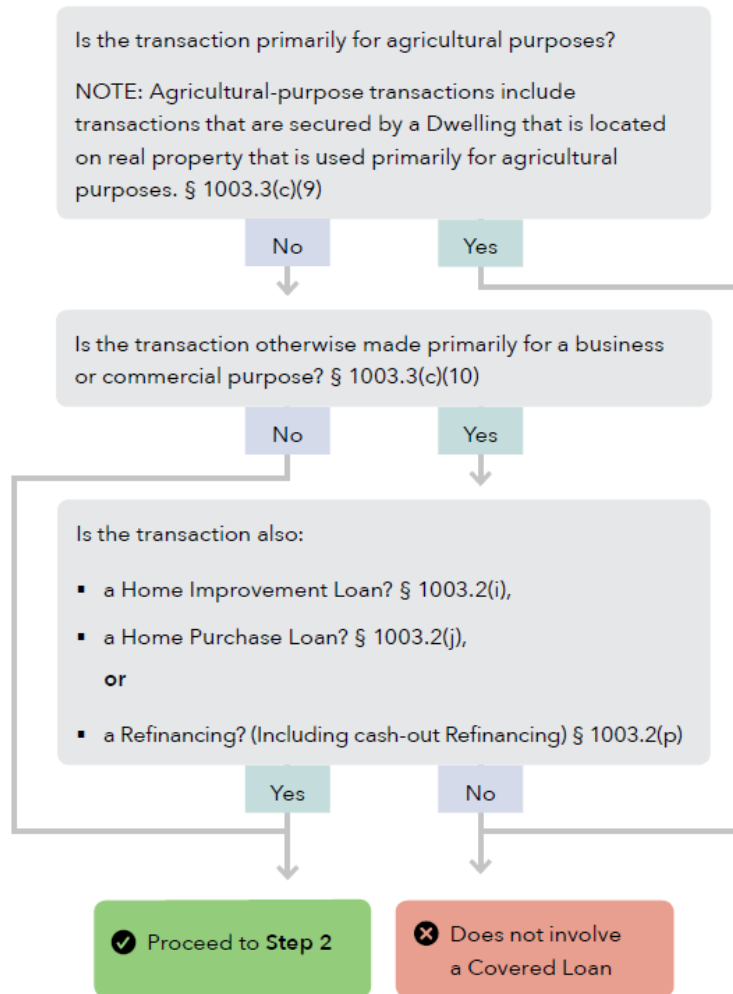 Is the transaction primarily for agricultural purposes?
NOTE: Agricultural-purpose transactions include
transactions that are secured by a Dwelling that is located
on real property that is used primarily for agricultural
purposes. § 1003.3(c)(9)
No
Yes
Is the transaction otherwise made primarily for a business
or commercial purpose? § 1003.3(c)(10)
No
Yes
Is the transaction also:
▪ a Home Improvement Loan? § 1003.2(i),
▪ a Home Purchase Loan? § 1003.2(j),
or
▪ a Refinancing? (Including cash-out Refinancing) § 1003.2(p)
Yes
No
Proceed to Step 2
Does not involve
a Covered Loan